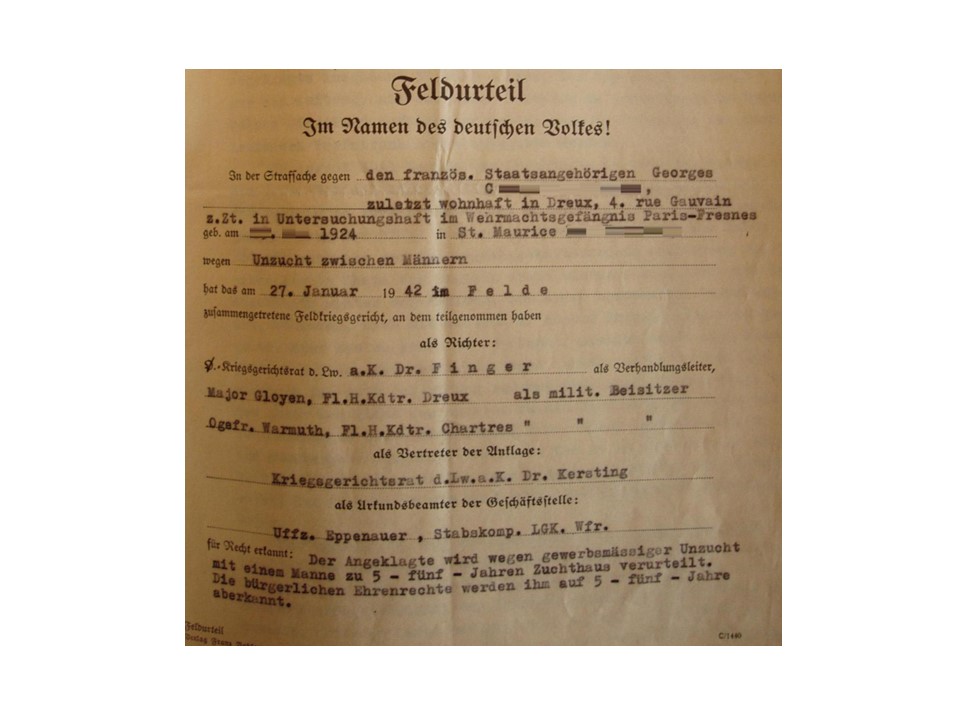 Feldurteil
Im Namen des deutschen Volkes!
In der Strafsache gegen den französ. Staatsangehörigen Georges
C ,
zuletzt wohnhaft in Dreux, 4. rue Gauvain
z.Zt. in Untersuchungshaft im Wehrmachtsgefängnis Paris-Fresnes
geb. am . 1924 in St. Maurice
wegen Unzucht zwischen Männern
hat das am 27. Januar 1942 im Felde
zusammengetretene Feldkriegsgericht, an dem teilgenommen haben
als Richter:
-Kriegsgerichtsrat d. Lw. a.K. Dr. Finger als Verhandlungsleiter,
Major Gloyen, Fl.H.Kdtr. Dreux als milit. Beisitzer
Ogefr. Warmuth, Fl.H.Kdtr. Chartres " " "
als Vertreter der Anklage:
Kriegsgerichtsrat d.Lw.a.K. Dr. Kersting
als Urkundsbeamter der Geschäftsstelle:
Uffz. Eppenauer , Stabskomp. LGK. Wfr.
für Recht erkannt: Der Angeklagte wird wegen gewerbsmässiger Unzucht
mit einem Manne zu 5 - fünf - Jahren Zuchthaus verurteilt.
Die bürgerlichen Ehrenrechte werden ihm auf 5 - fünf - Jahre
aberkannt.
Feldurteil
Verlag Franz
C/1460